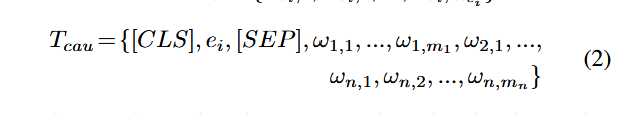 T_{cau} = {[CLS], e_i, [SEP], ω_{1,1}, ..., ω_{1,m_1}, ω_{2,1}, ...,
ω_{n,1}, ω_{n,2}, ..., ω_{n,m_n}}
(2)